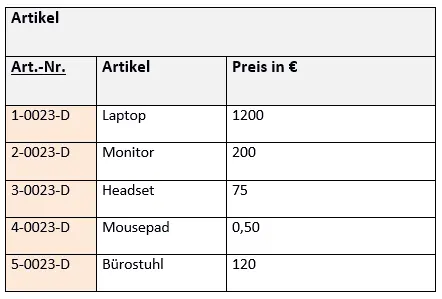 Artikel
Art.-Nr. Artikel Preis in €
1-0023-D Laptop 1200
2-0023-D Monitor 200
3-0023-D Headset 75
4-0023-D Mousepad 0,50
5-0023-D Bürostuhl 120